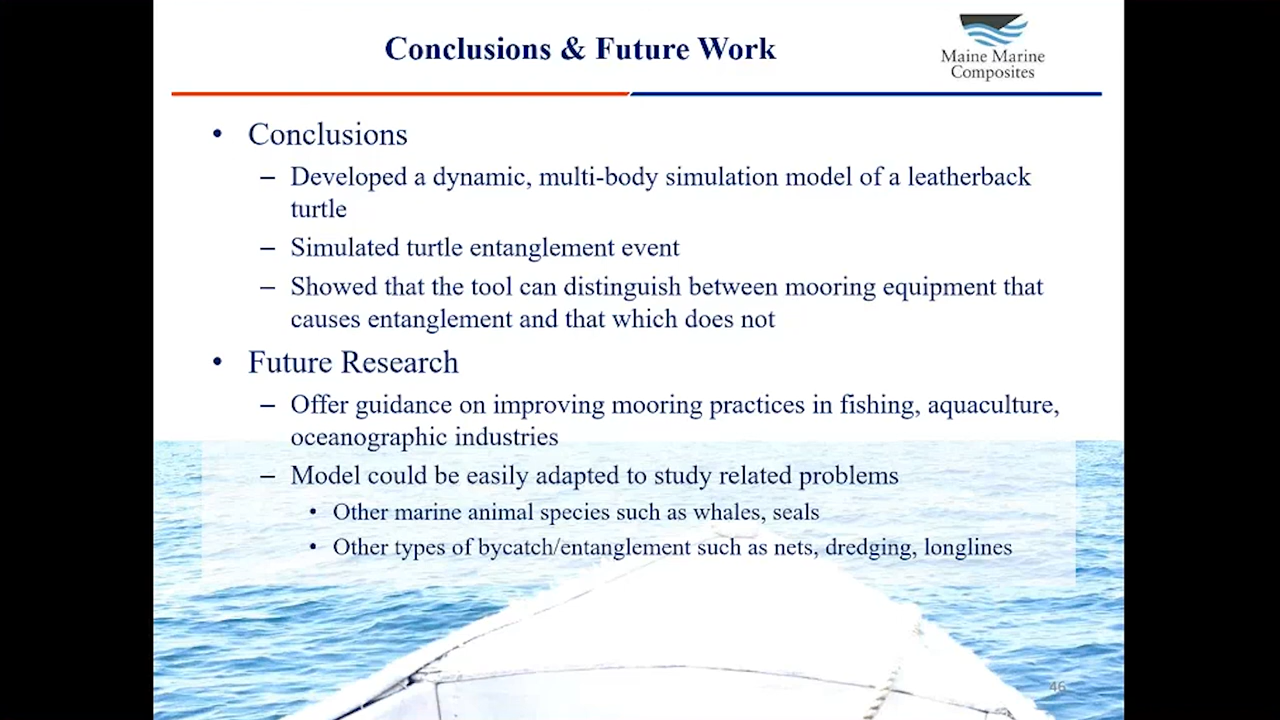 Conclusions & Future Work
Maine Marine
Composites
• Conclusions
– Developed a dynamic, multi-body simulation model of a leatherback
turtle
– Simulated turtle entanglement event
– Showed that the tool can distinguish between mooring equipment that
causes entanglement and that which does not
• Future Research
– Offer guidance on improving mooring practices in fishing, aquaculture,
oceanographic industries
– Model could be easily adapted to study related problems
• Other marine animal species such as whales, seals
• Other types of bycatch/entanglement such as nets, dredging, longlines
46